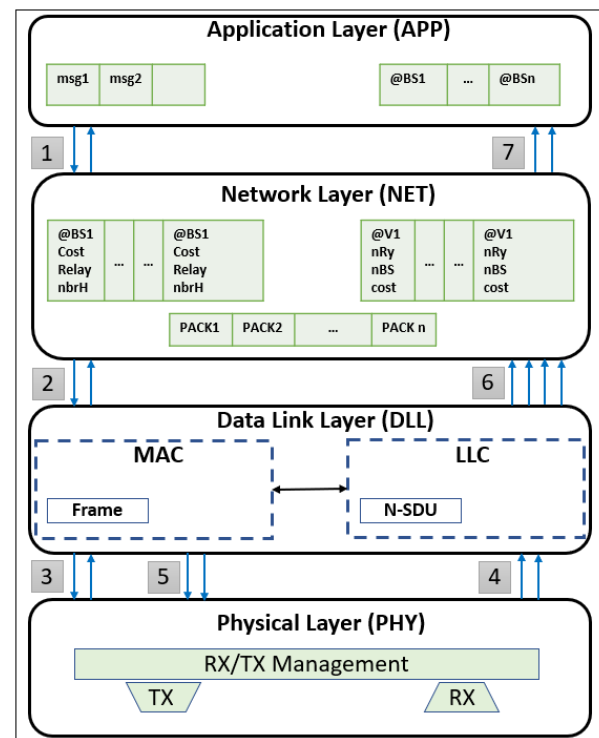 Application Layer (APP)
msg1 msg2
@BS1 ... @BSn
1
7
Network Layer (NET)
@BS1 ... ... @BS1
Cost Cost
Relay Relay
nbrH nbrH
@V1 ... ... @V1
nRy nRy
nBS nBS
cost cost
PACK1 PACK2 ... PACK n
2
6
Data Link Layer (DLL)
MAC
LLC
Frame
N-SDU
3
5
4
Physical Layer (PHY)
RX/TX Management
TX
RX